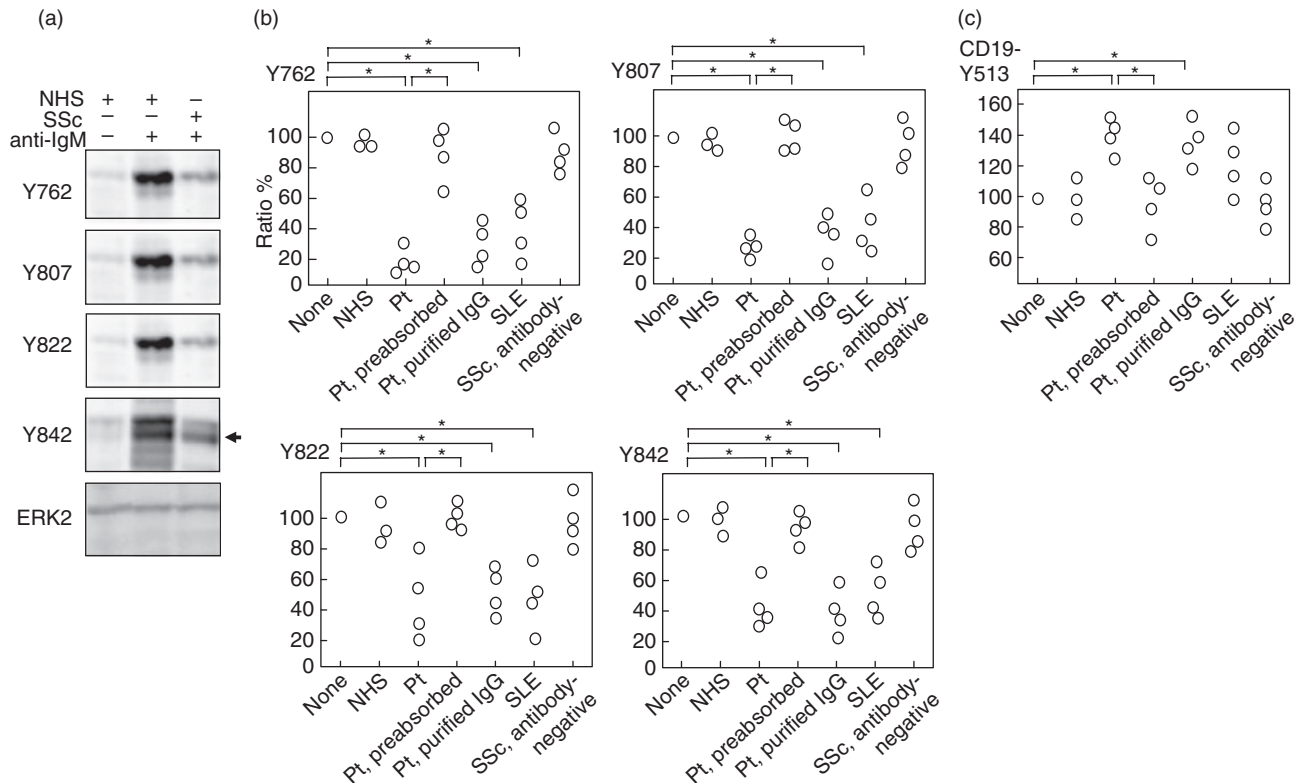 (a)
NHS + + –
SSc – – +
anti-IgM – + +
Y762
Y807
Y822
Y842
ERK2
(b)
* 
*
* *
Y762
Ratio %
100
80
60
40
20
0
None
NHS
Pt
Pt, preabsorbed
Pt, purified IgG
SLE
SSc, antibody-
negative
*
*
* *
Y807
100
80
60
40
20
0
None
NHS
Pt
Pt, preabsorbed
Pt, purified IgG
SLE
SSc, antibody-
negative
*
*
* *
Y822
100
80
60
40
20
0
None
NHS
Pt
Pt, preabsorbed
Pt, purified IgG
SLE
SSc, antibody-
negative
*
*
* *
Y842
100
80
60
40
20
0
None
NHS
Pt
Pt, preabsorbed
Pt, purified IgG
SLE
SSc, antibody-
negative
(c)
CD19-
Y513
*
* *
160
140
120
100
80
60
None
NHS
Pt
Pt, preabsorbed
Pt, purified IgG
SLE
SSc, antibody-
negative